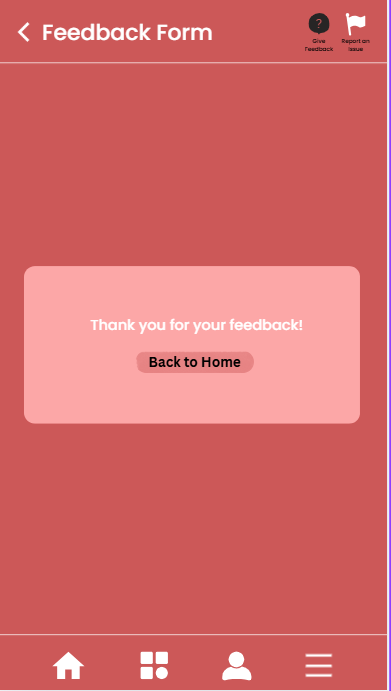 Feedback Form
?
Give
Feedback
Report an
Issue
Thank you for your feedback!
Back to Home